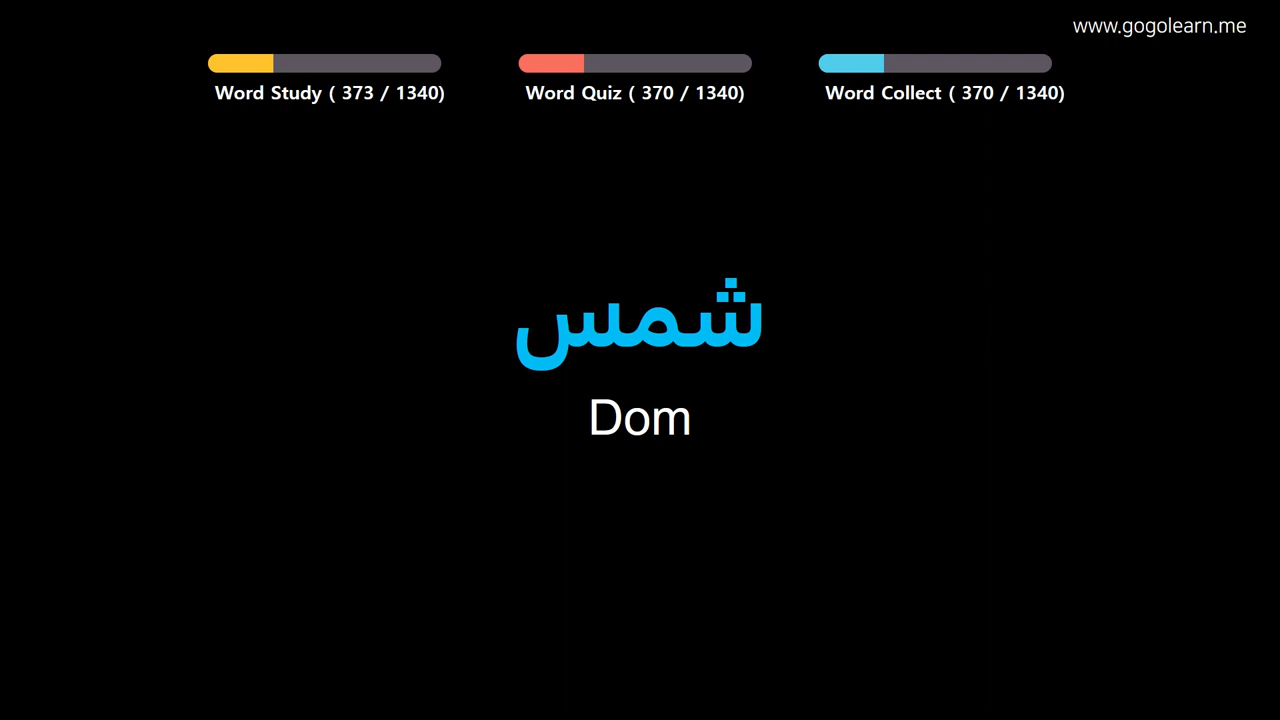 www.gogolearn.me
Word Study ( 373 / 1340)
Word Quiz ( 370 / 1340)
Word Collect ( 370 / 1340)
شمس
Dom